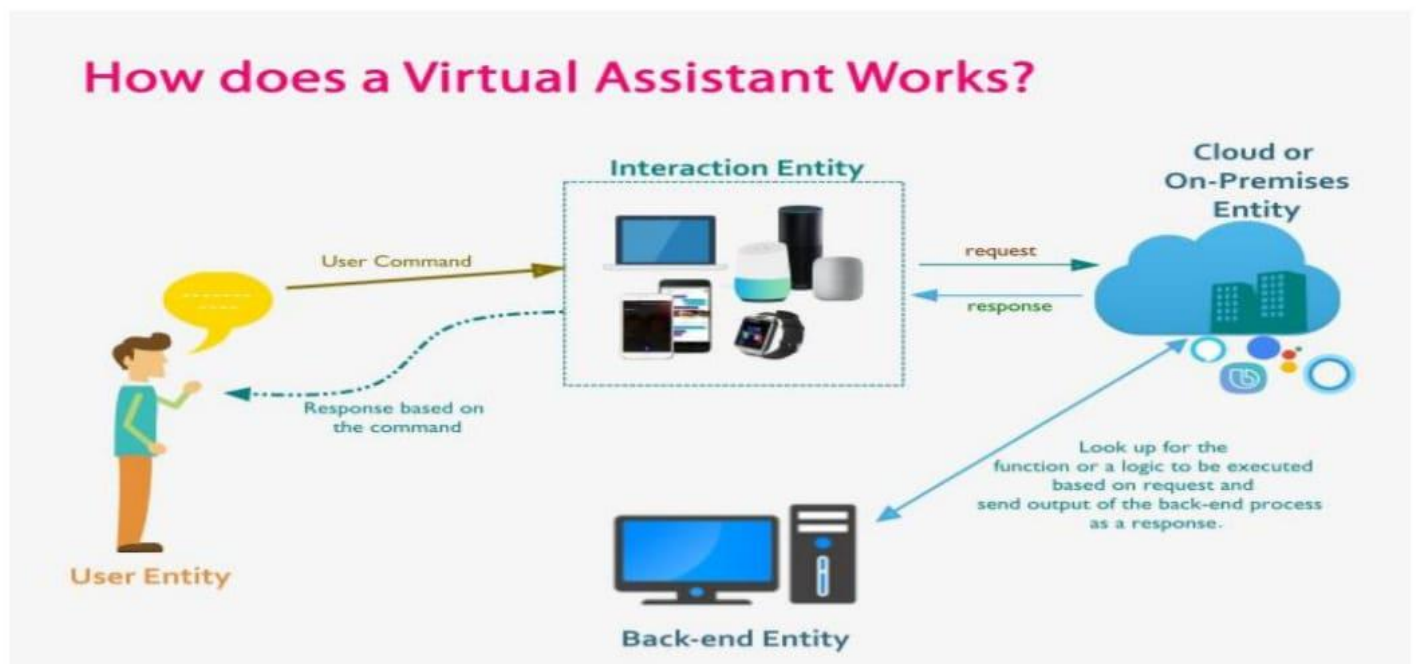 How does a Virtual Assistant Works?
Interaction Entity
Cloud or
On-Premises
Entity
User Command
request
response
Response based on
the command
Look up for the
function or a logic to be executed
based on request and
send output of the back-end process
as a response.
User Entity
Back-end Entity